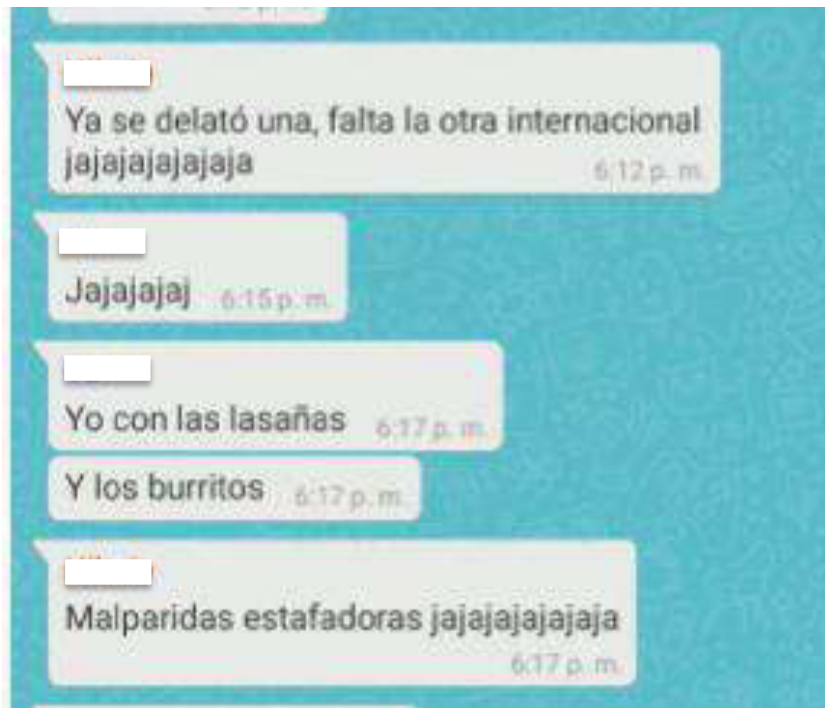 Ya se delató una, falta la otra internacional
jajajajajajaja
6:12 p. m.
Jajajajaj 6:15 p. m.
Yo con las lasañas 6:17 p. m.
Y los burritos 6:17 p. m.
Malparidas estafadoras jajajajajajaja
6:17 p. m.